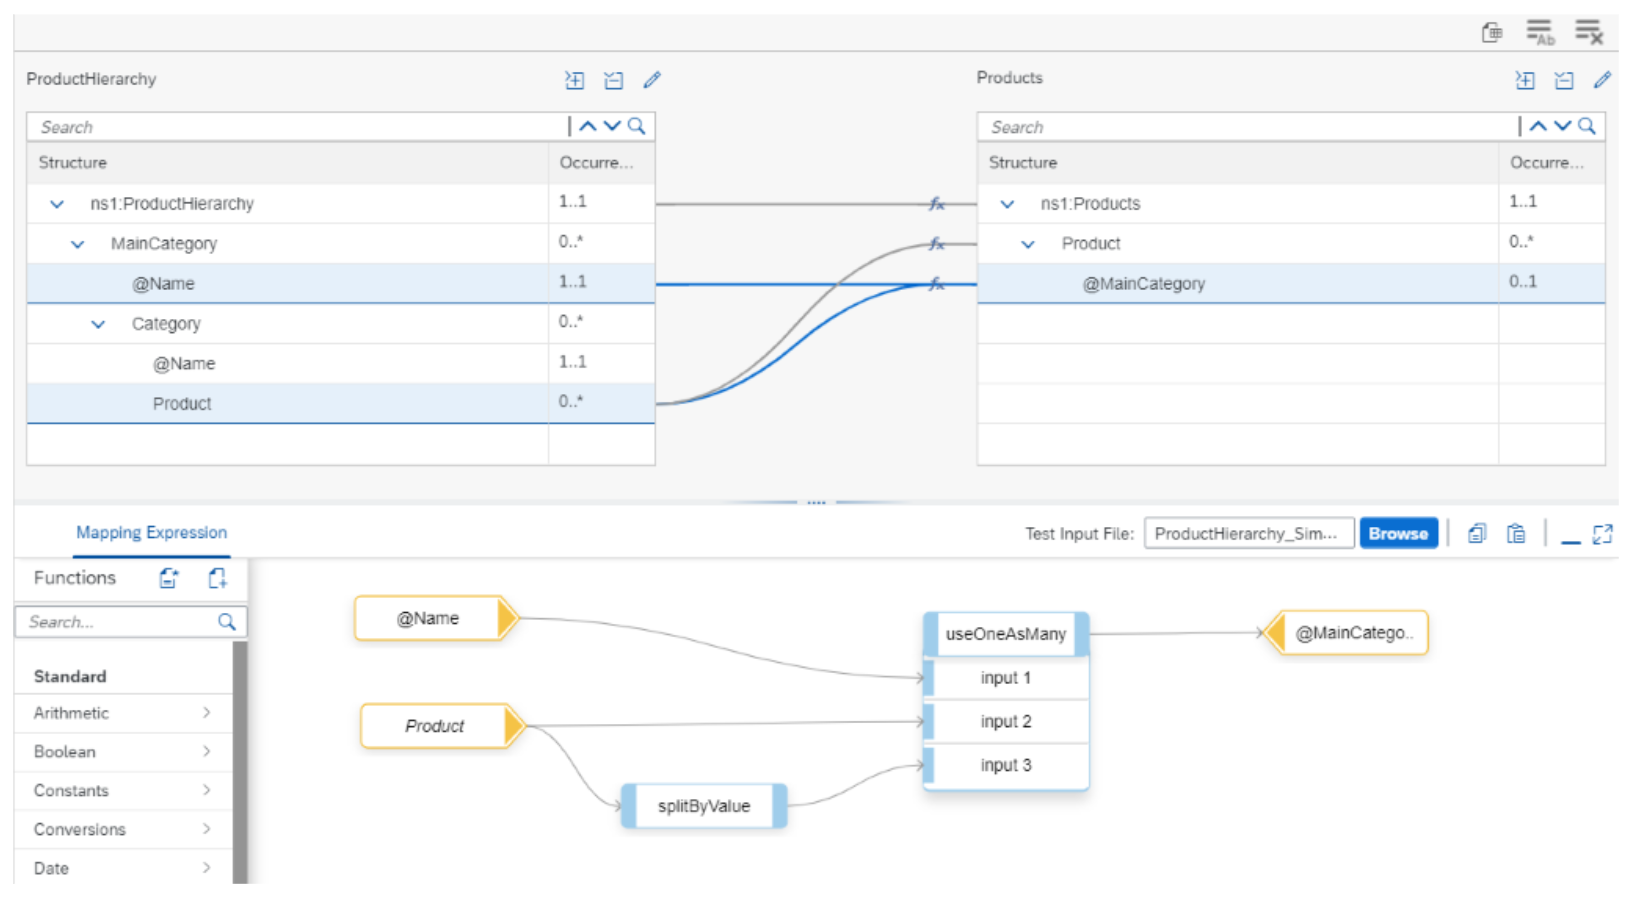 ProductHierarchy
Products
Search
Search
Structure Occurre...
Structure Occurre...
ns1:ProductHierarchy 1..1
fx
ns1:Products 1..1
MainCategory 0..*
fx
Product 0..*
@Name 1..1
fx
@MainCategory 0..1
Category 0..*
@Name 1..1
Product 0..*
Mapping Expression
Test Input File: ProductHierarchy_Sim... Browse
Functions
Search...
Standard
Arithmetic
Boolean
Constants
Conversions
Date
@Name
Product
splitByValue
useOneAsMany
input 1
input 2
input 3
@MainCatego..